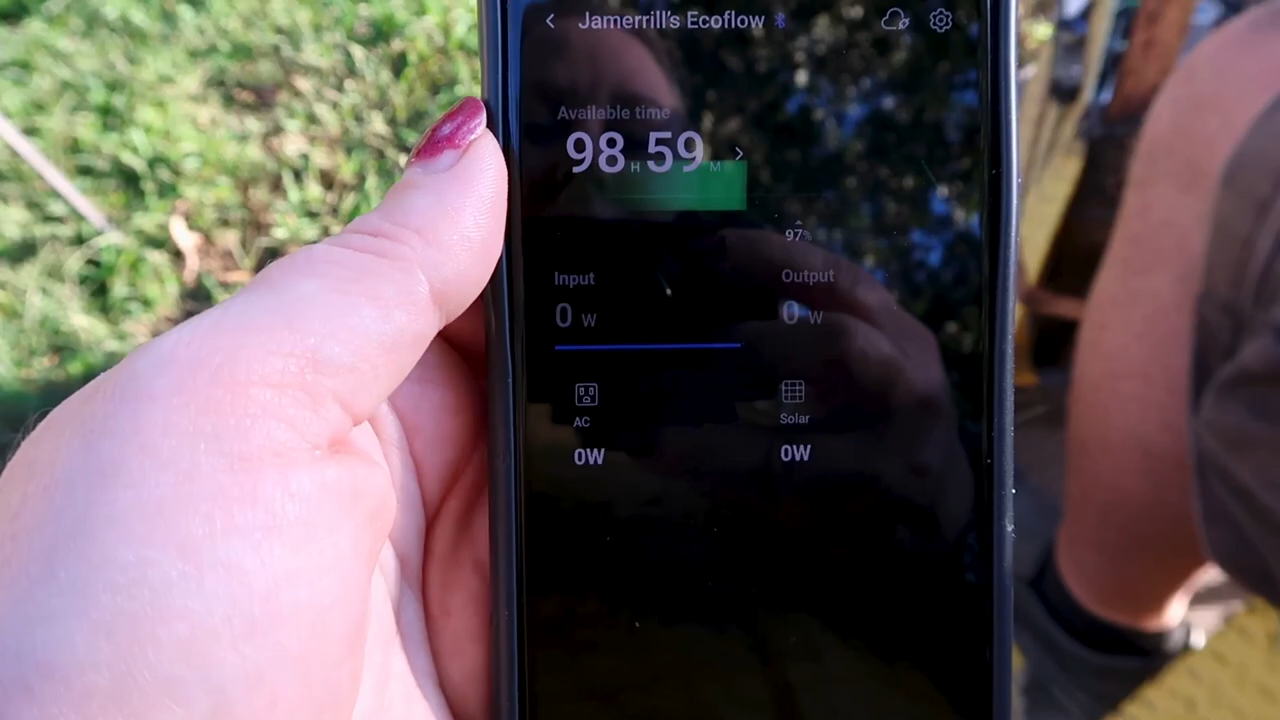 Jamerrill's Ecoflow
Available time
98 H 59 M
97%
Input
Output
0 W
0 W
AC
Solar
0W
0W